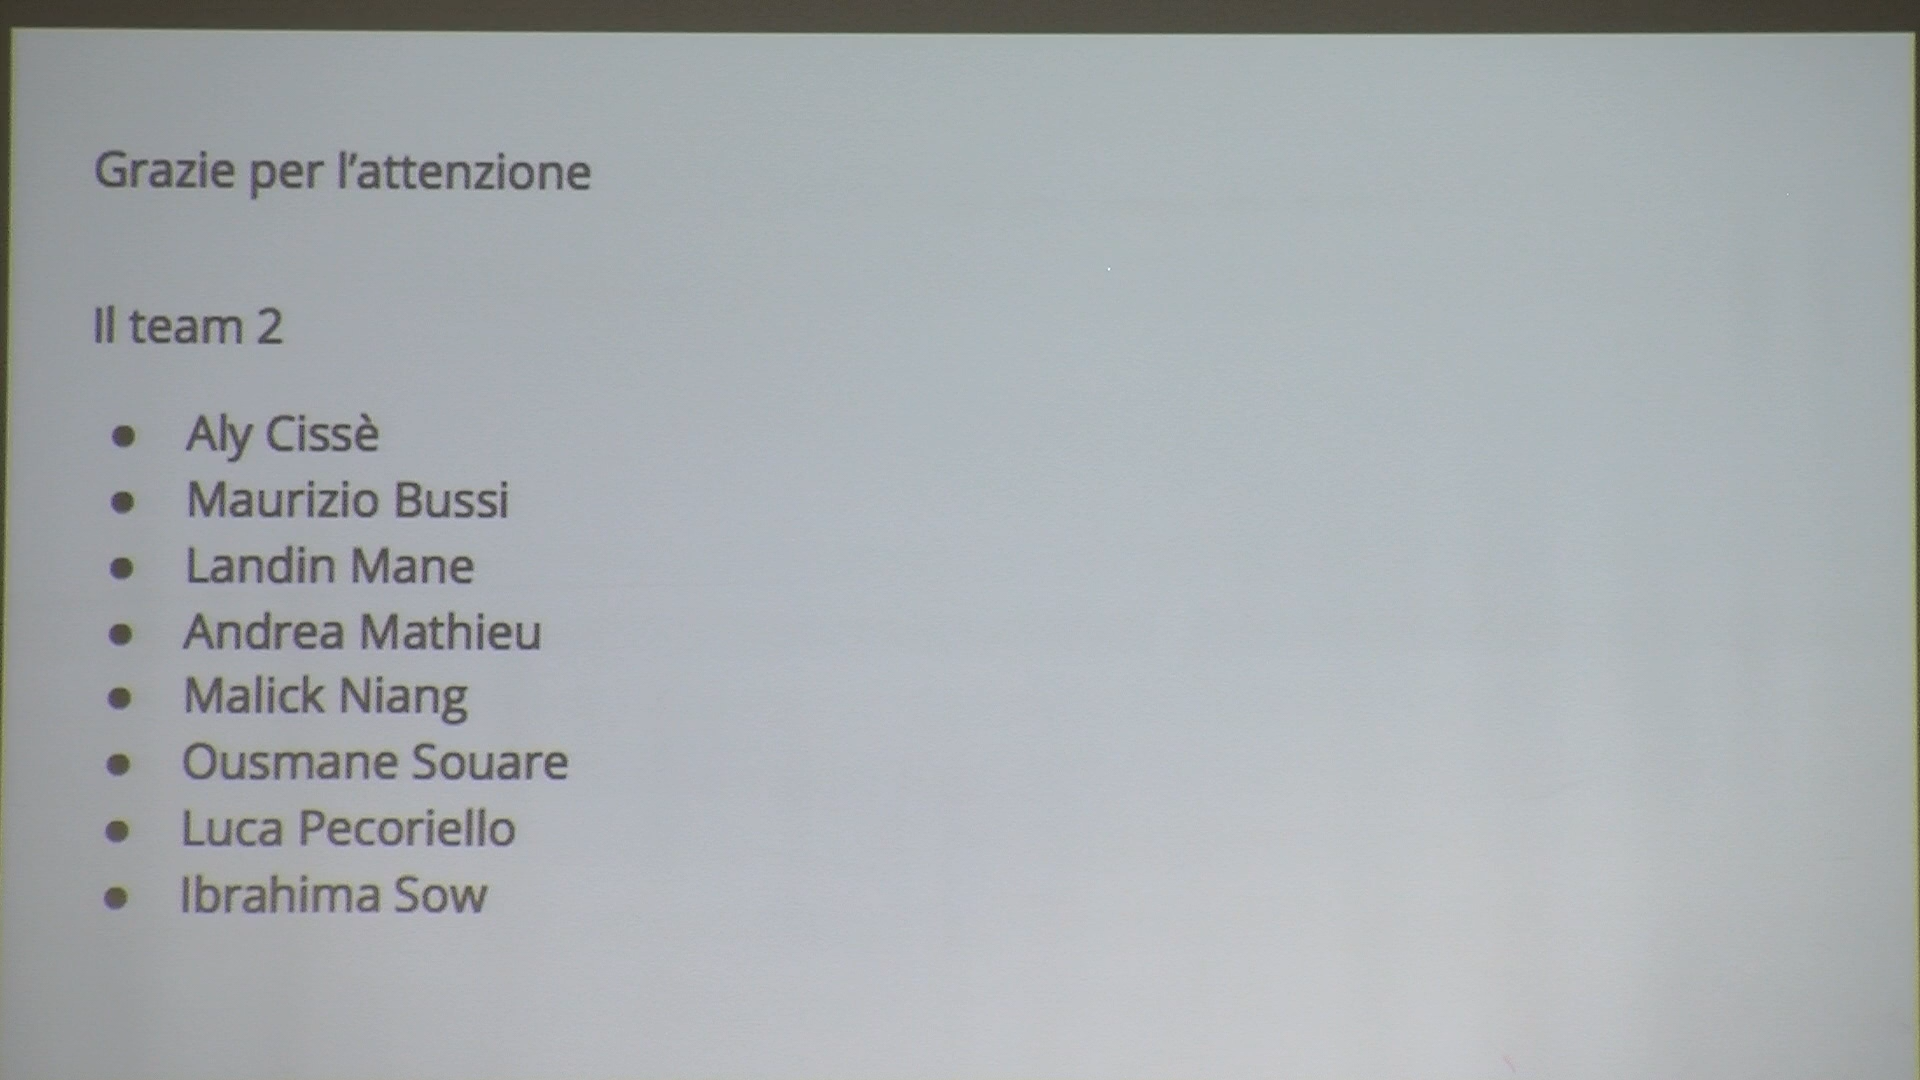 Grazie per l’attenzione
Il team 2
● Aly Cissè
● Maurizio Bussi
● Landin Mane
● Andrea Mathieu
● Malick Niang
● Ousmane Souare
● Luca Pecoriello
● Ibrahima Sow